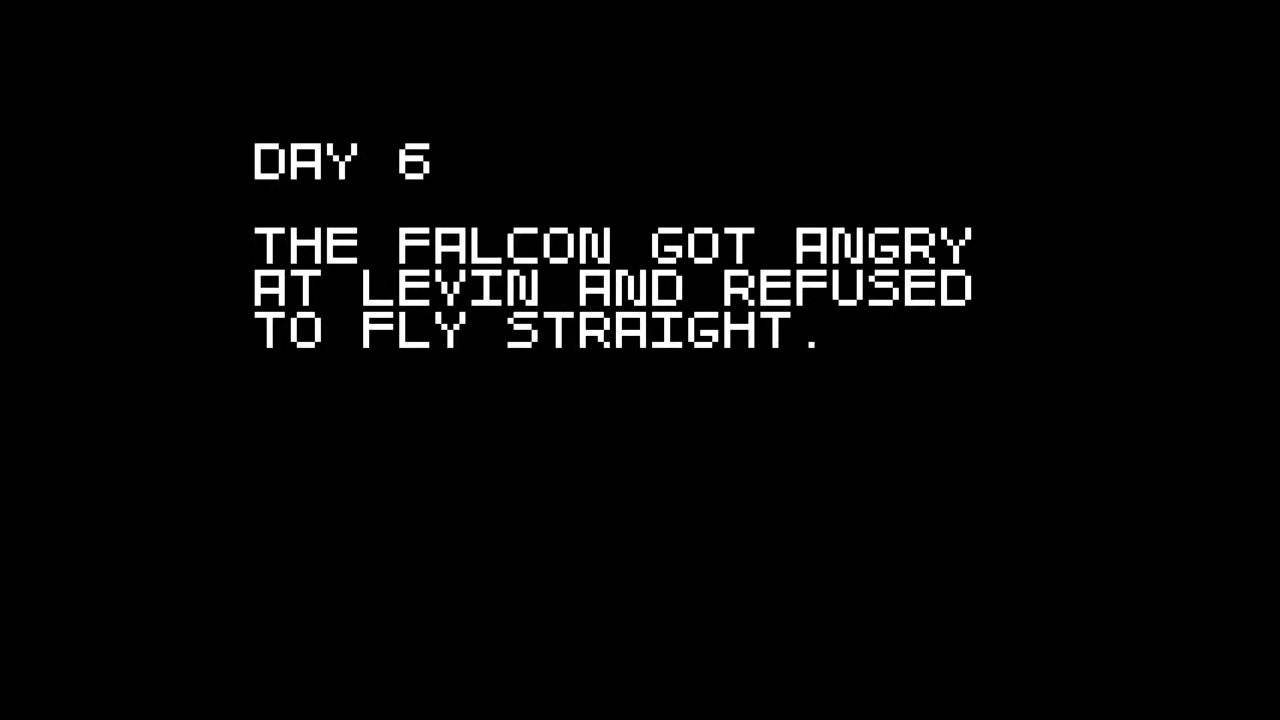 DAY 6
THE FALCON GOT ANGRY
AT LEVIN AND REFUSED
TO FLY STRAIGHT.